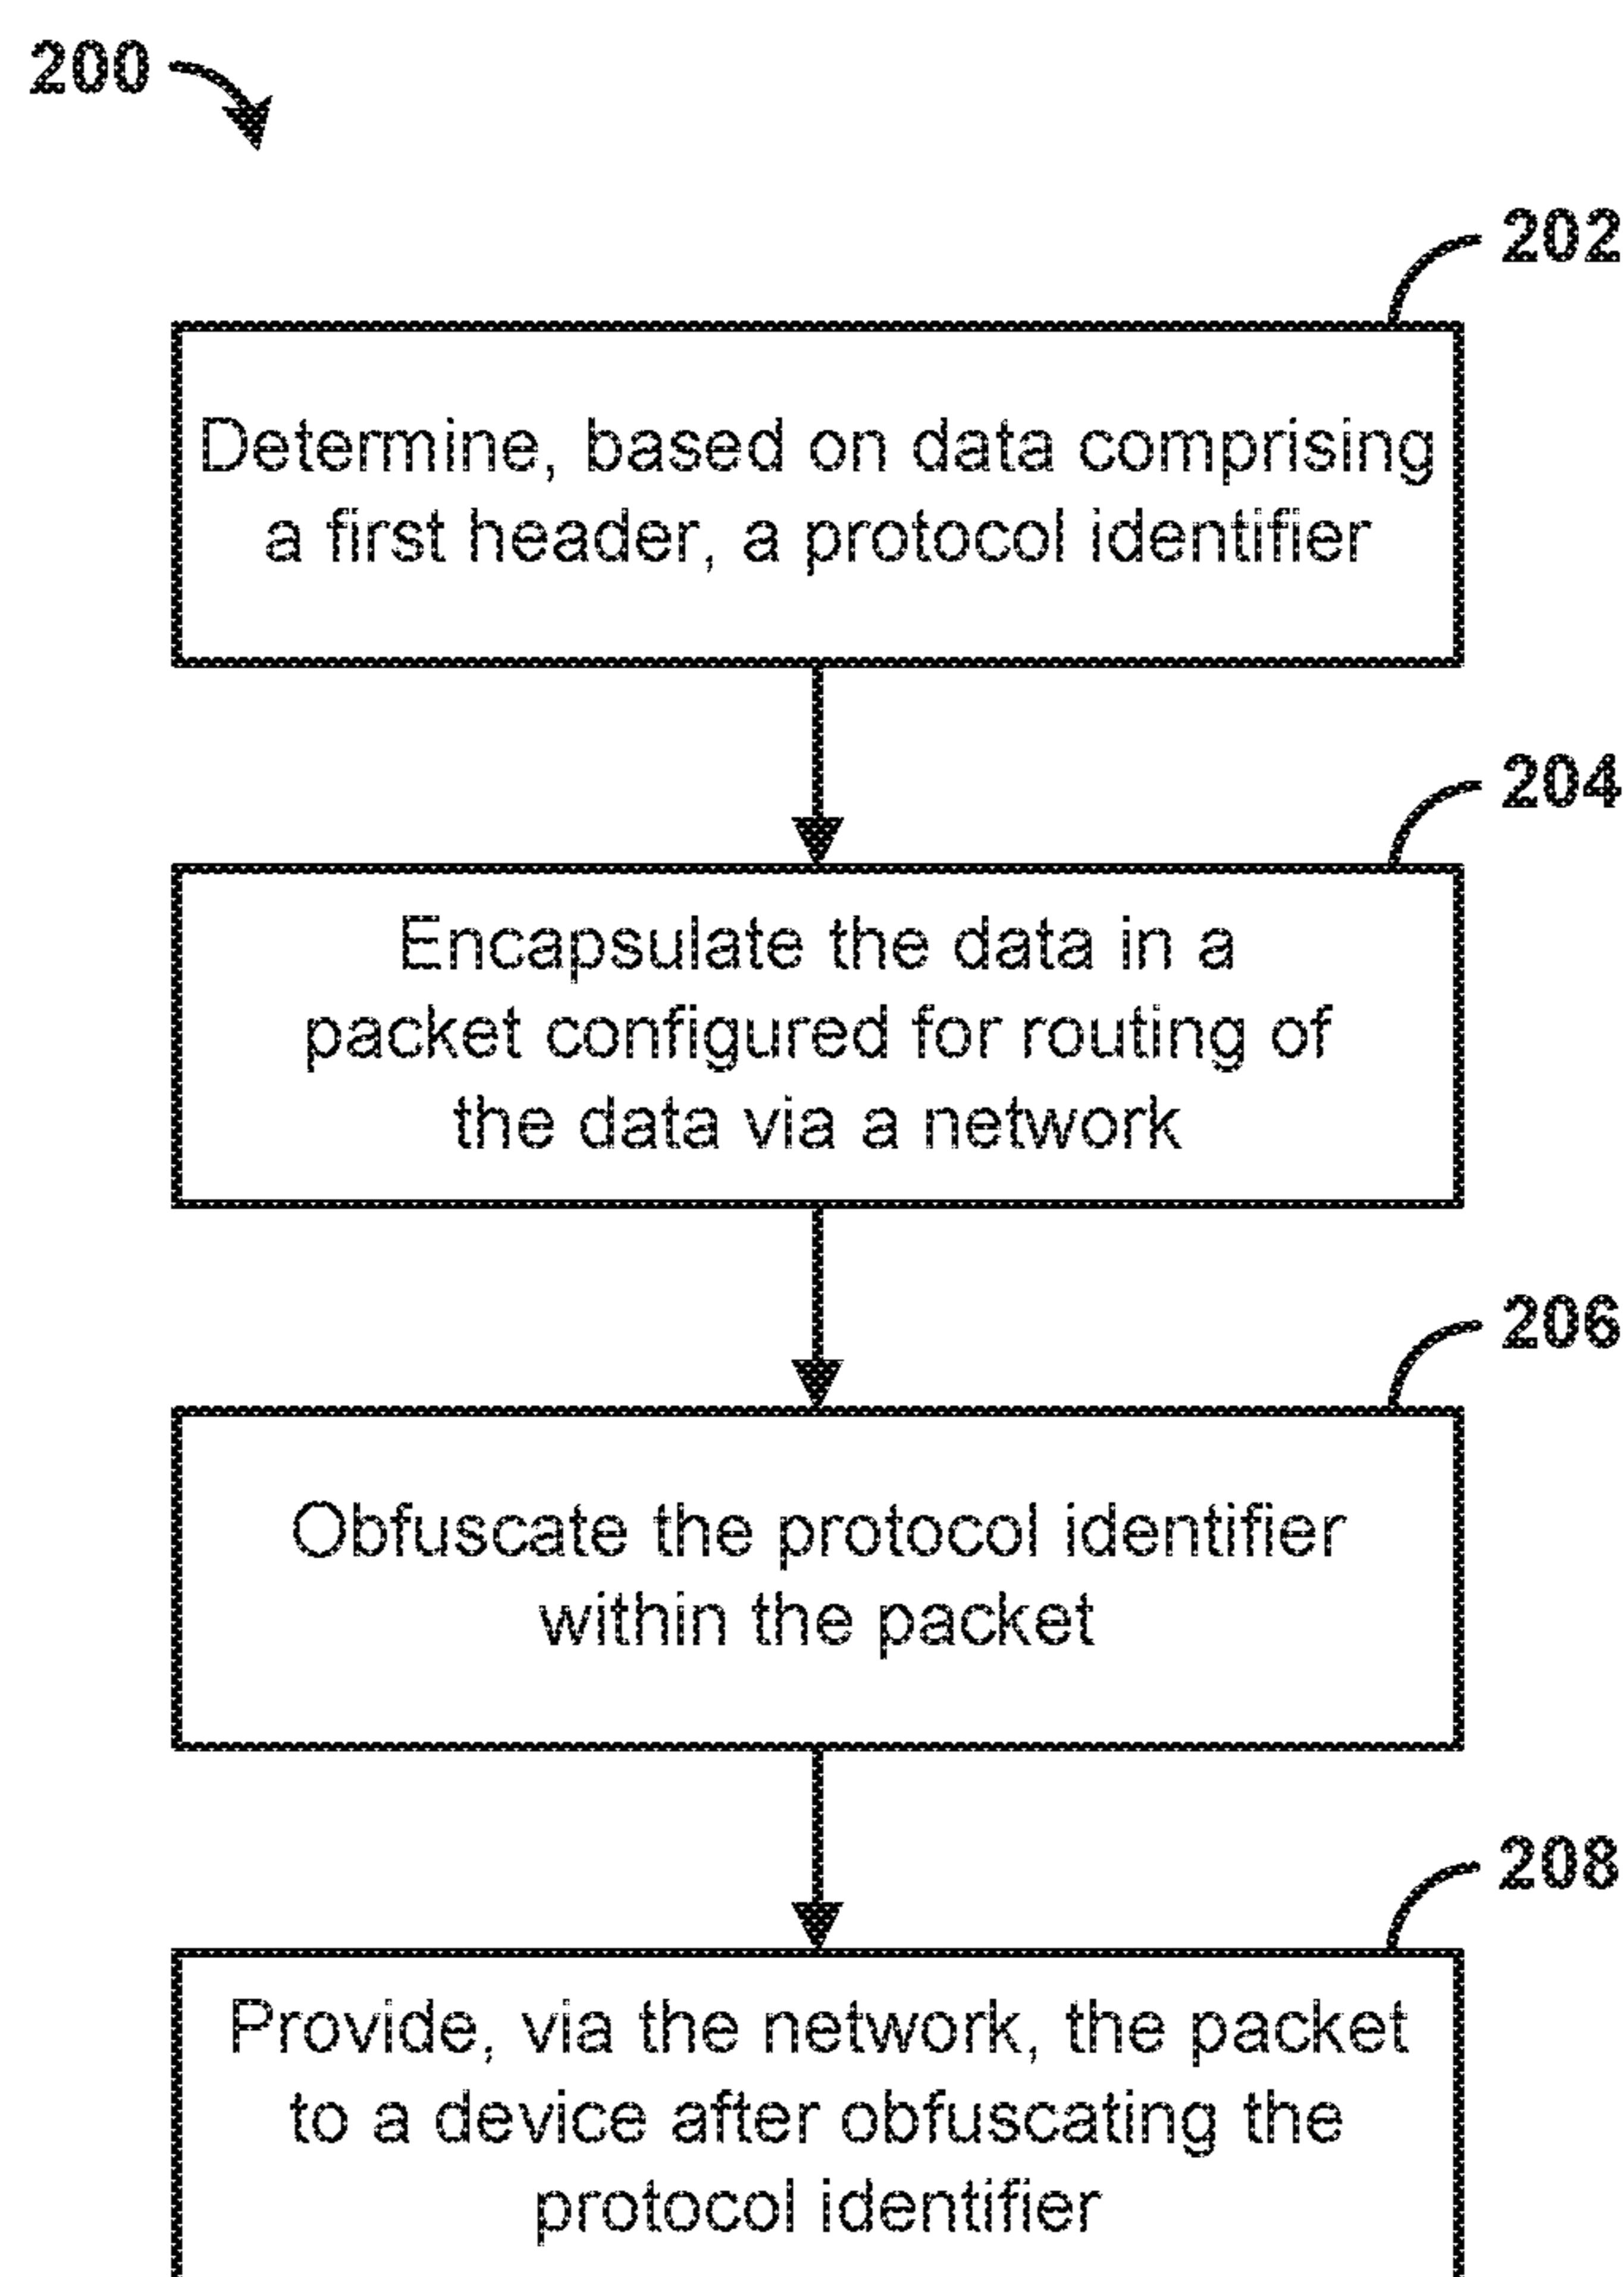 200
202
Determine, based on data comprising
a first header, a protocol identifier
204
Encapsulate the data in a
packet configured for routing of
the data via a network
206
Obfuscate the protocol identifier
within the packet
208
Provide, via the network, the packet
to a device after obfuscating the
protocol identifier